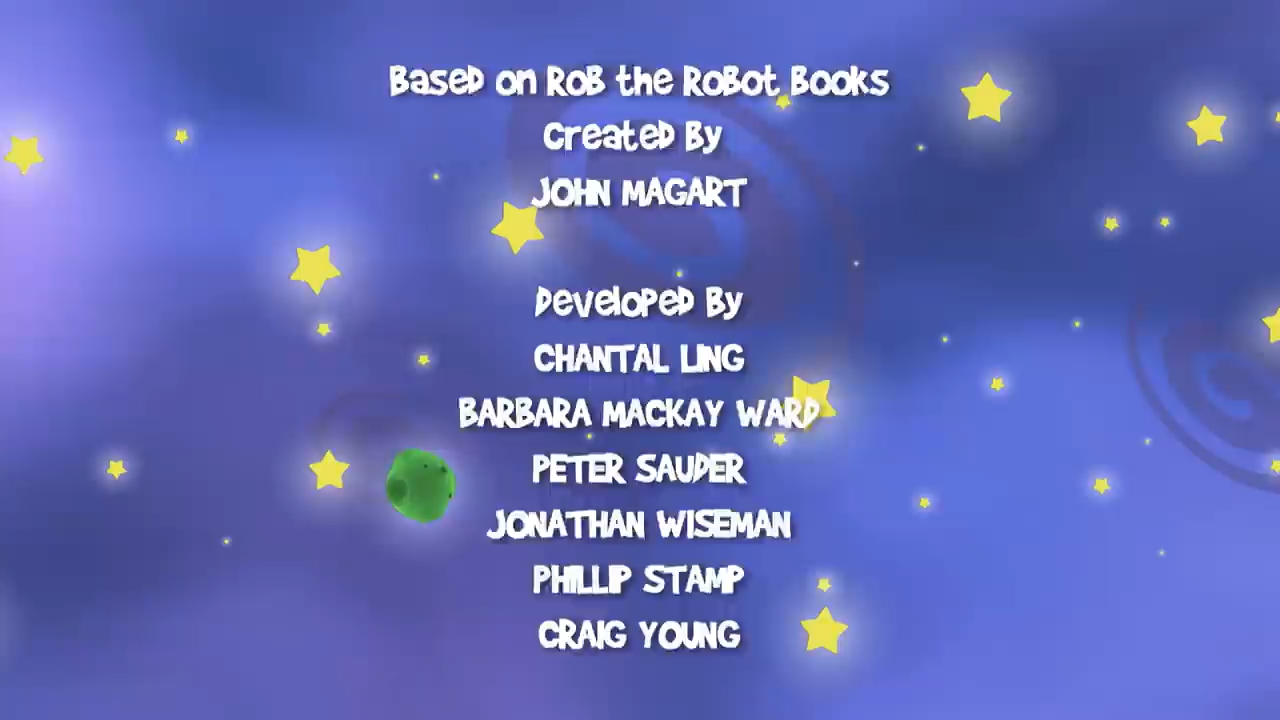 Based on Rob the Robot Books
Created By
JOHN MAGART
Developed By
CHANTAL LING
BARBARA MACKAY WARD
PETER SAUDER
JONATHAN WISEMAN
PHILLIP STAMP
CRAIG YOUNG